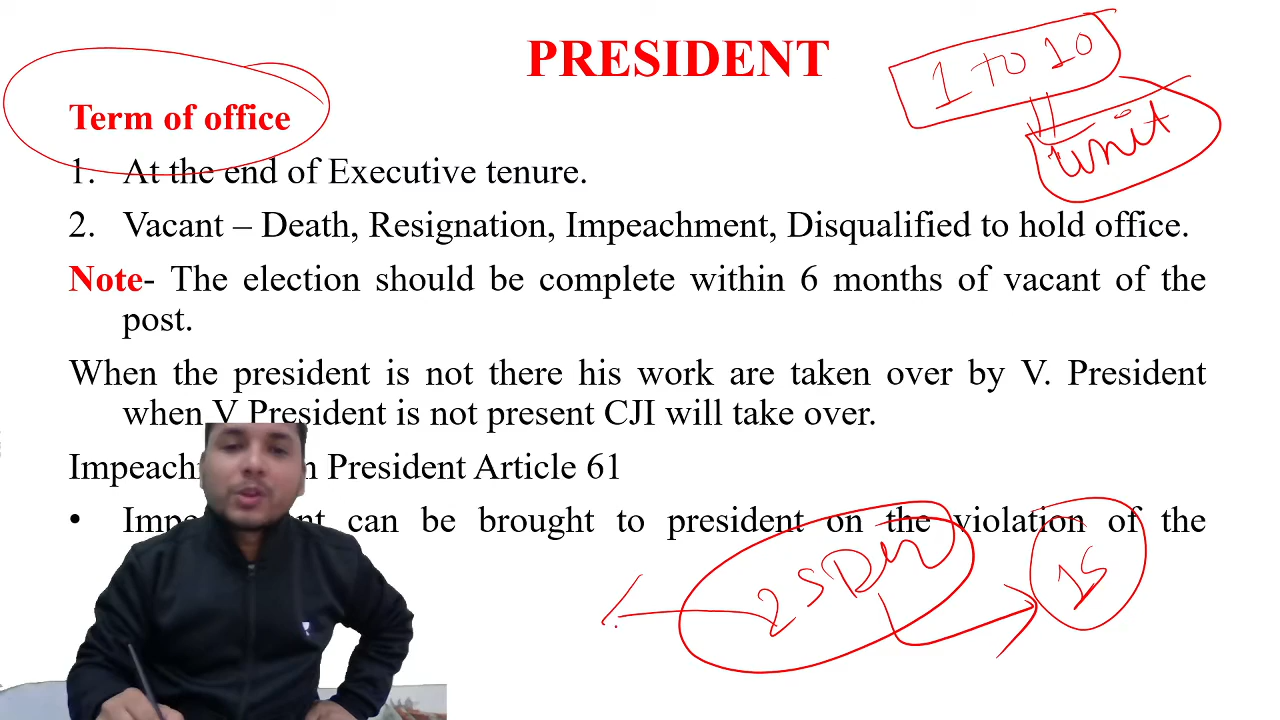 PRESIDENT
1 to 10
unit
Term of office
1. At the end of Executive tenure.
2. Vacant – Death, Resignation, Impeachment, Disqualified to hold office.
Note- The election should be complete within 6 months of vacant of the
post.
When the president is not there his work are taken over by V. President
when V President is not present CJI will take over.
President Article 61
• can be brought to president on the violation of the
15